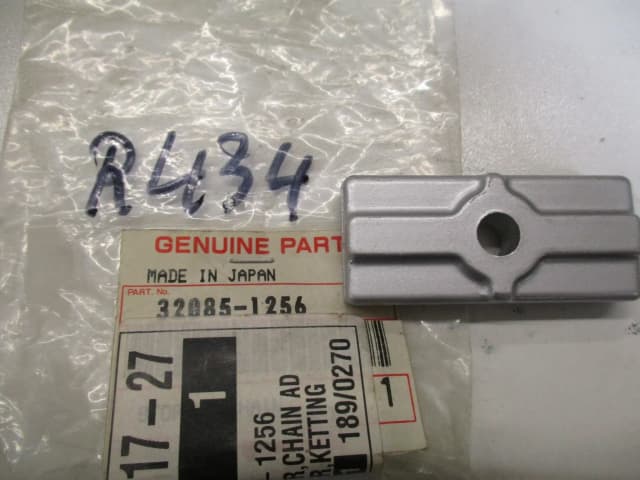 R434
GENUINE PART
MADE IN JAPAN
PART. No.
32085-1256
1
17-27
1
-1256
R,CHAIN AD
R,KETTING
1 189/0270